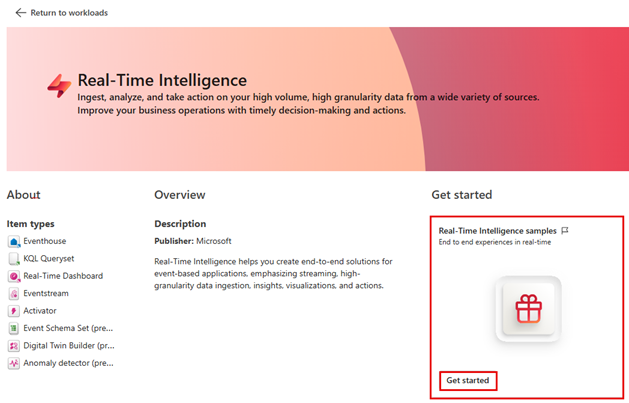 Return to workloads
Real-Time Intelligence
Ingest, analyze, and take action on your high volume, high granularity data from a wide variety of sources.
Improve your business operations with timely decision-making and actions.
About
Item types
Eventhouse
KQL Queryset
Real-Time Dashboard
Eventstream
Activator
Event Schema Set (pre...
Digital Twin Builder (pr...
Anomaly detector (pre...
Overview
Description
Publisher: Microsoft
Real-Time Intelligence helps you create end-to-end solutions for
event-based applications, emphasizing streaming, high-
granularity data ingestion, insights, visualizations, and actions.
Get started
Real-Time Intelligence samples
End to end experiences in real-time
Get started